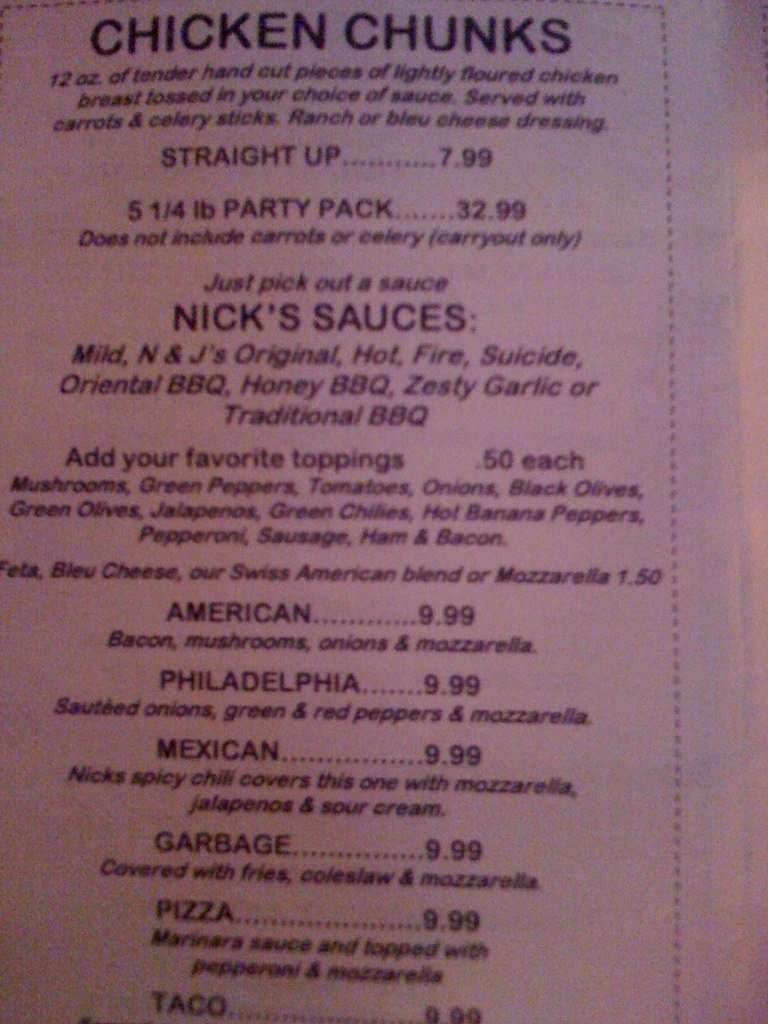 CHICKEN CHUNKS
12 oz. of tender hand cut pieces of lightly floured chicken
breast tossed in your choice of sauce. Served with
carrots & celery sticks. Ranch or bleu cheese dressing.
STRAIGHT UP............7.99
5 1/4 lb PARTY PACK.......32.99
Does not include carrots or celery (carryout only)
Just pick out a sauce
NICK'S SAUCES:
Mild, N & J's Original, Hot, Fire, Suicide,
Oriental BBQ, Honey BBQ, Zesty Garlic or
Traditional BBQ
Add your favorite toppings .50 each
Mushrooms, Green Peppers, Tomatoes, Onions, Black Olives,
Green Olives, Jalapenos, Green Chilies, Hot Banana Peppers,
Pepperoni, Sausage, Ham & Bacon.
Feta, Bleu Cheese, our Swiss American blend or Mozzarella 1.50
AMERICAN.............9.99
Bacon, mushrooms, onions & mozzarella.
PHILADELPHIA........9.99
Sautèed onions, green & red peppers & mozzarella.
MEXICAN.................9.99
Nicks spicy chili covers this one with mozzarella,
jalapenos & sour cream.
GARBAGE................9.99
Covered with fries, coleslaw & mozzarella.
PIZZA......................9.99
Marinara sauce and topped with
pepperoni & mozzarella
TACO.......................9.99